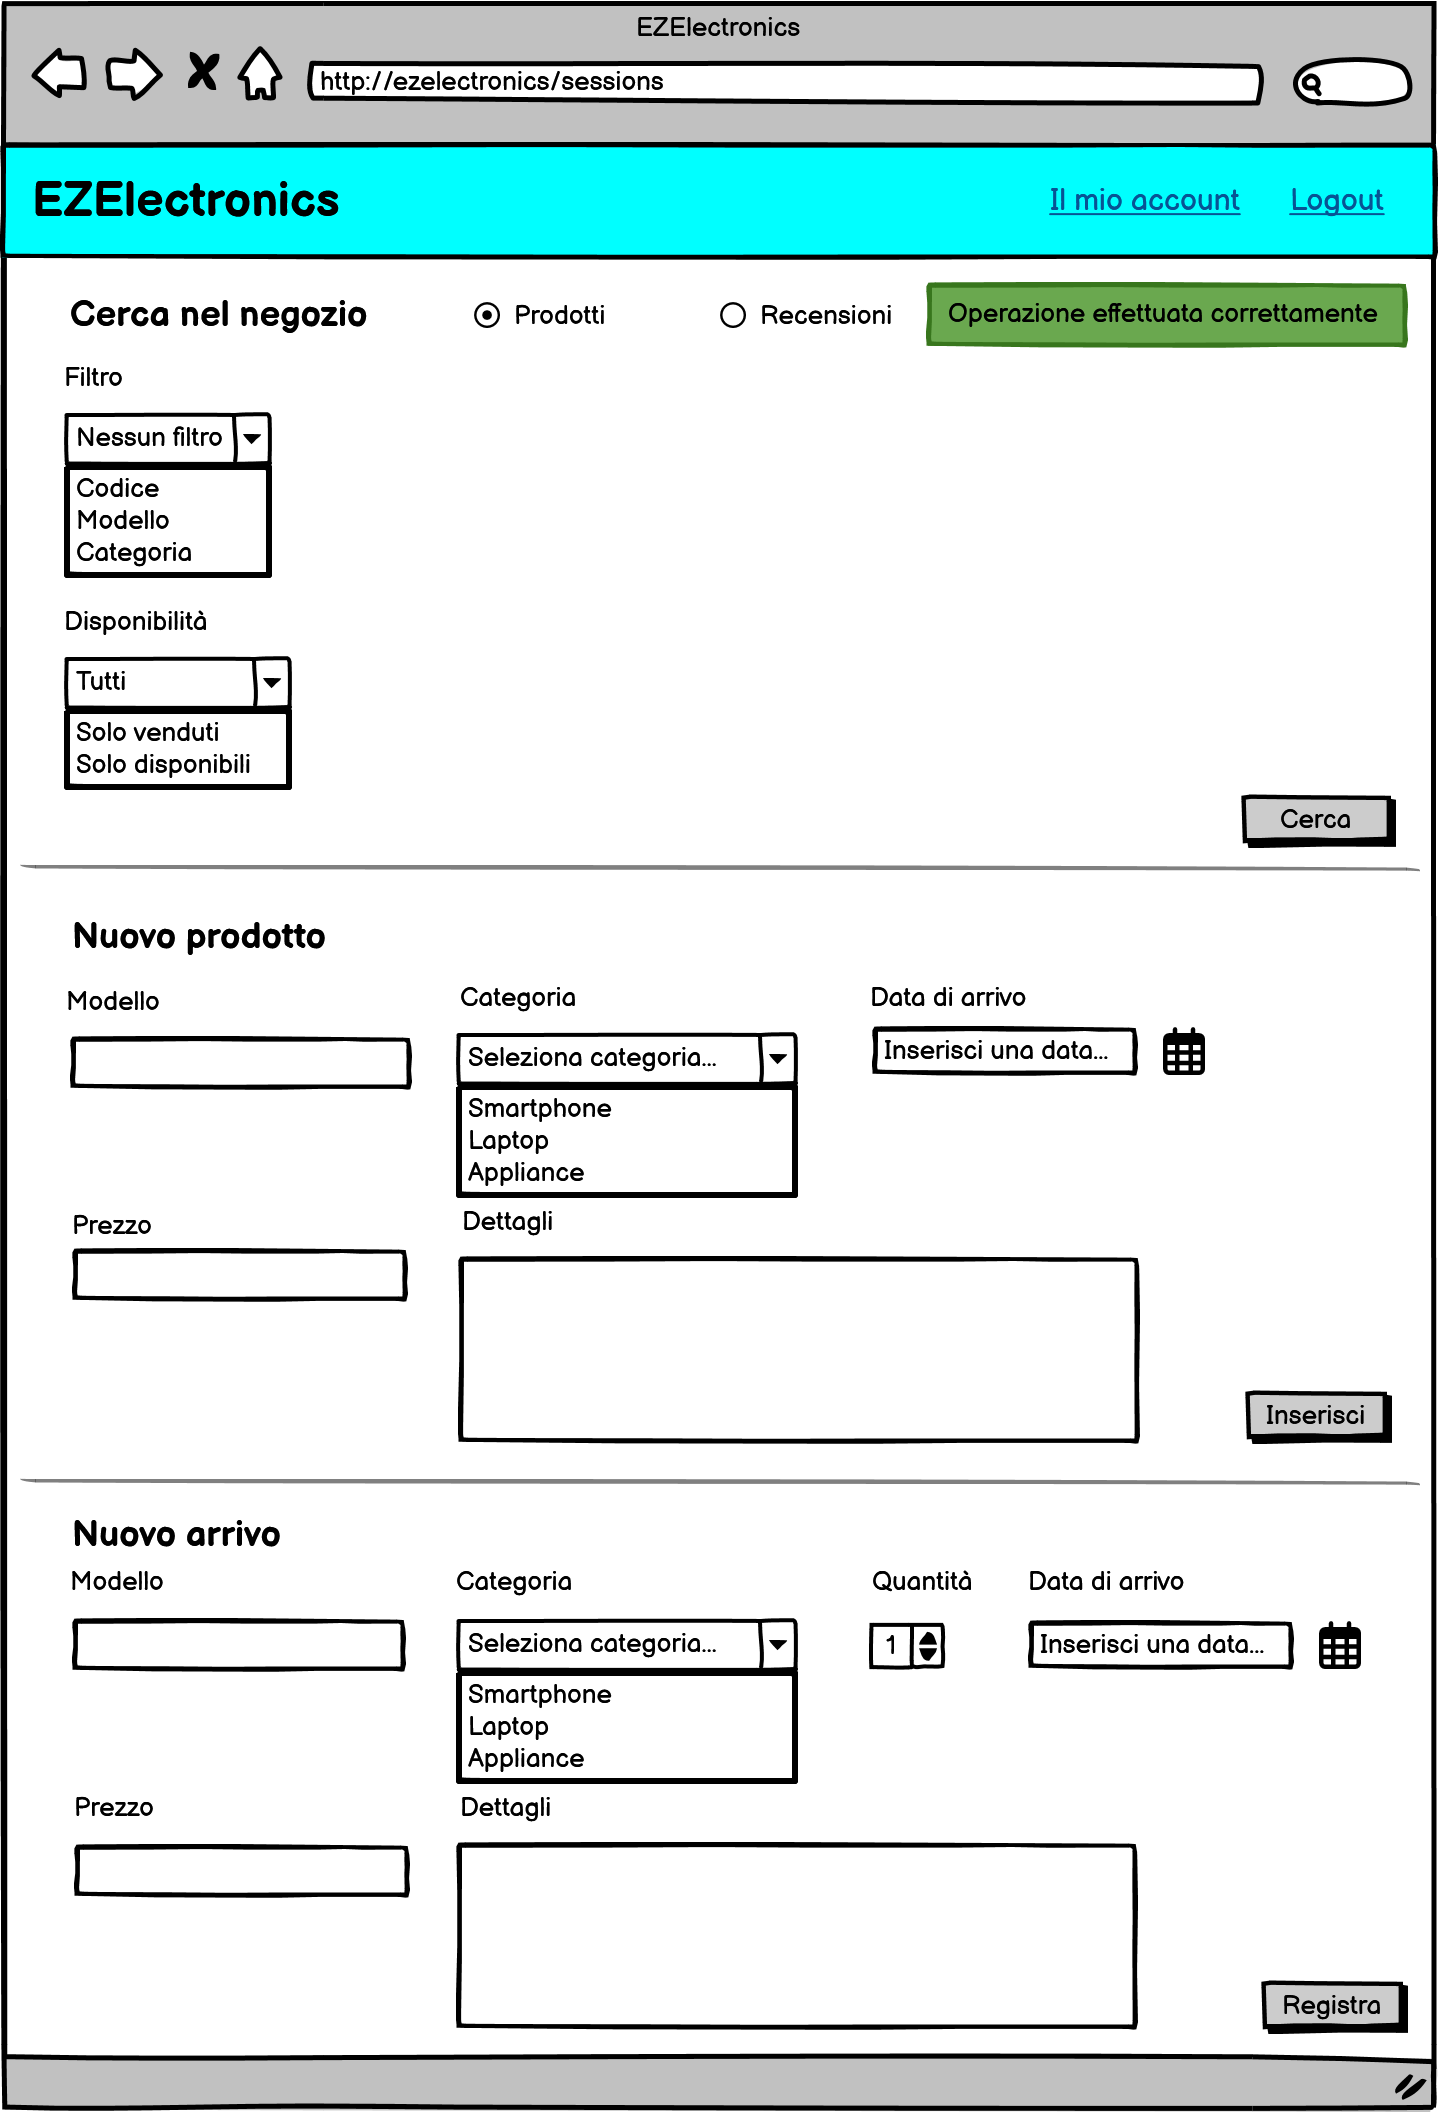 EZElectronics
http://ezelectronics/sessions
EZElectronics
Il mio account
Logout
Cerca nel negozio
Prodotti
Recensioni
Operazione effettuata correttamente
Filtro
Nessun filtro
Codice
Modello
Categoria
Disponibilità
Tutti
Solo venduti
Solo disponibili
Cerca
Nuovo prodotto
Modello
Categoria
Data di arrivo
Seleziona categoria...
Inserisci una data...
Smartphone
Laptop
Appliance
Prezzo
Dettagli
Inserisci
Nuovo arrivo
Modello
Categoria
Quantità
Data di arrivo
Seleziona categoria...
1
Inserisci una data...
Smartphone
Laptop
Appliance
Prezzo
Dettagli
Registra